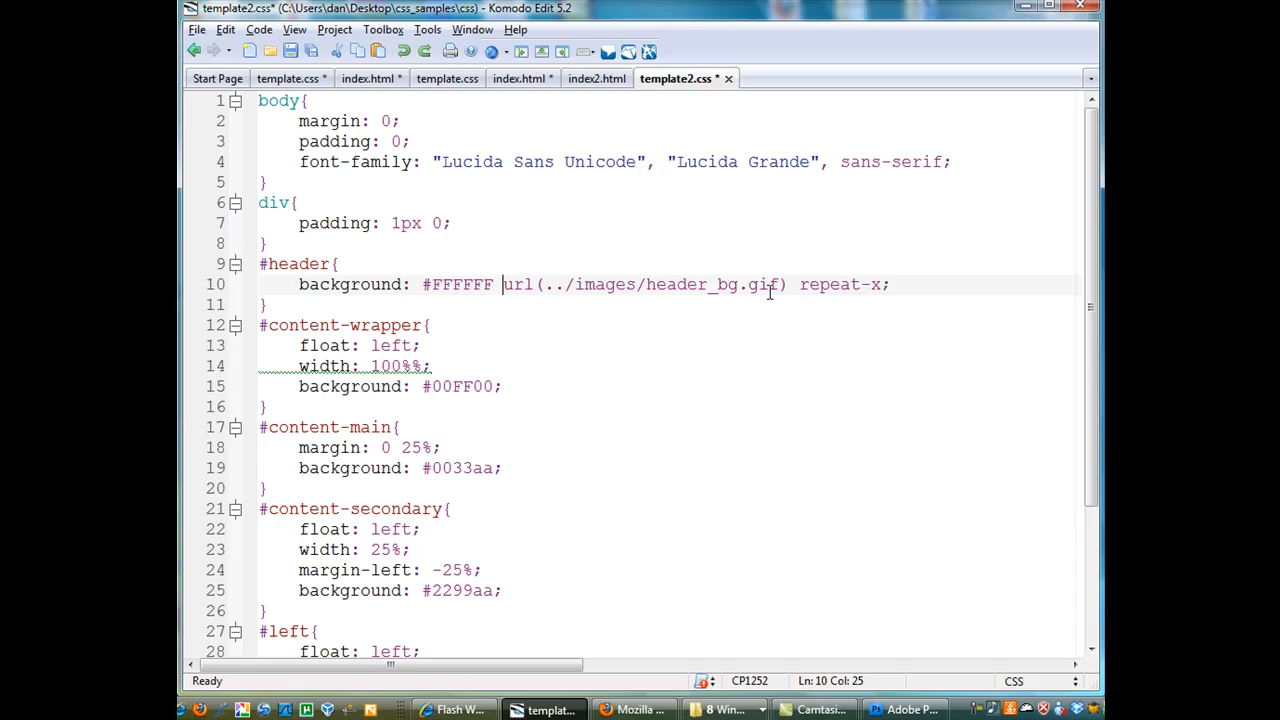 template2.css* (C:\Users\dan\Desktop\css_samples\css) - Komodo Edit 5.2
File Edit Code View Project Toolbox Tools Window Help
Start Page template.css * index.html * template.css index.html * index2.html template2.css *
1 body{
2 margin: 0;
3 padding: 0;
4 font-family: "Lucida Sans Unicode", "Lucida Grande", sans-serif;
5 }
6 div{
7 padding: 1px 0;
8 }
9 #header{
10 background: #FFFFFF url(../images/header_bg.gif) repeat-x;
11 }
12 #content-wrapper{
13 float: left;
14 width: 100%%;
15 background: #00FF00;
16 }
17 #content-main{
18 margin: 0 25%;
19 background: #0033aa;
20 }
21 #content-secondary{
22 float: left;
23 width: 25%;
24 margin-left: -25%;
25 background: #2299aa;
26 }
27 #left{
28 float: left;
Ready CP1252 Ln: 10 Col: 25 CSS
Flash W... templat... Mozilla ... 8 Win... Camtasi... Adobe P...